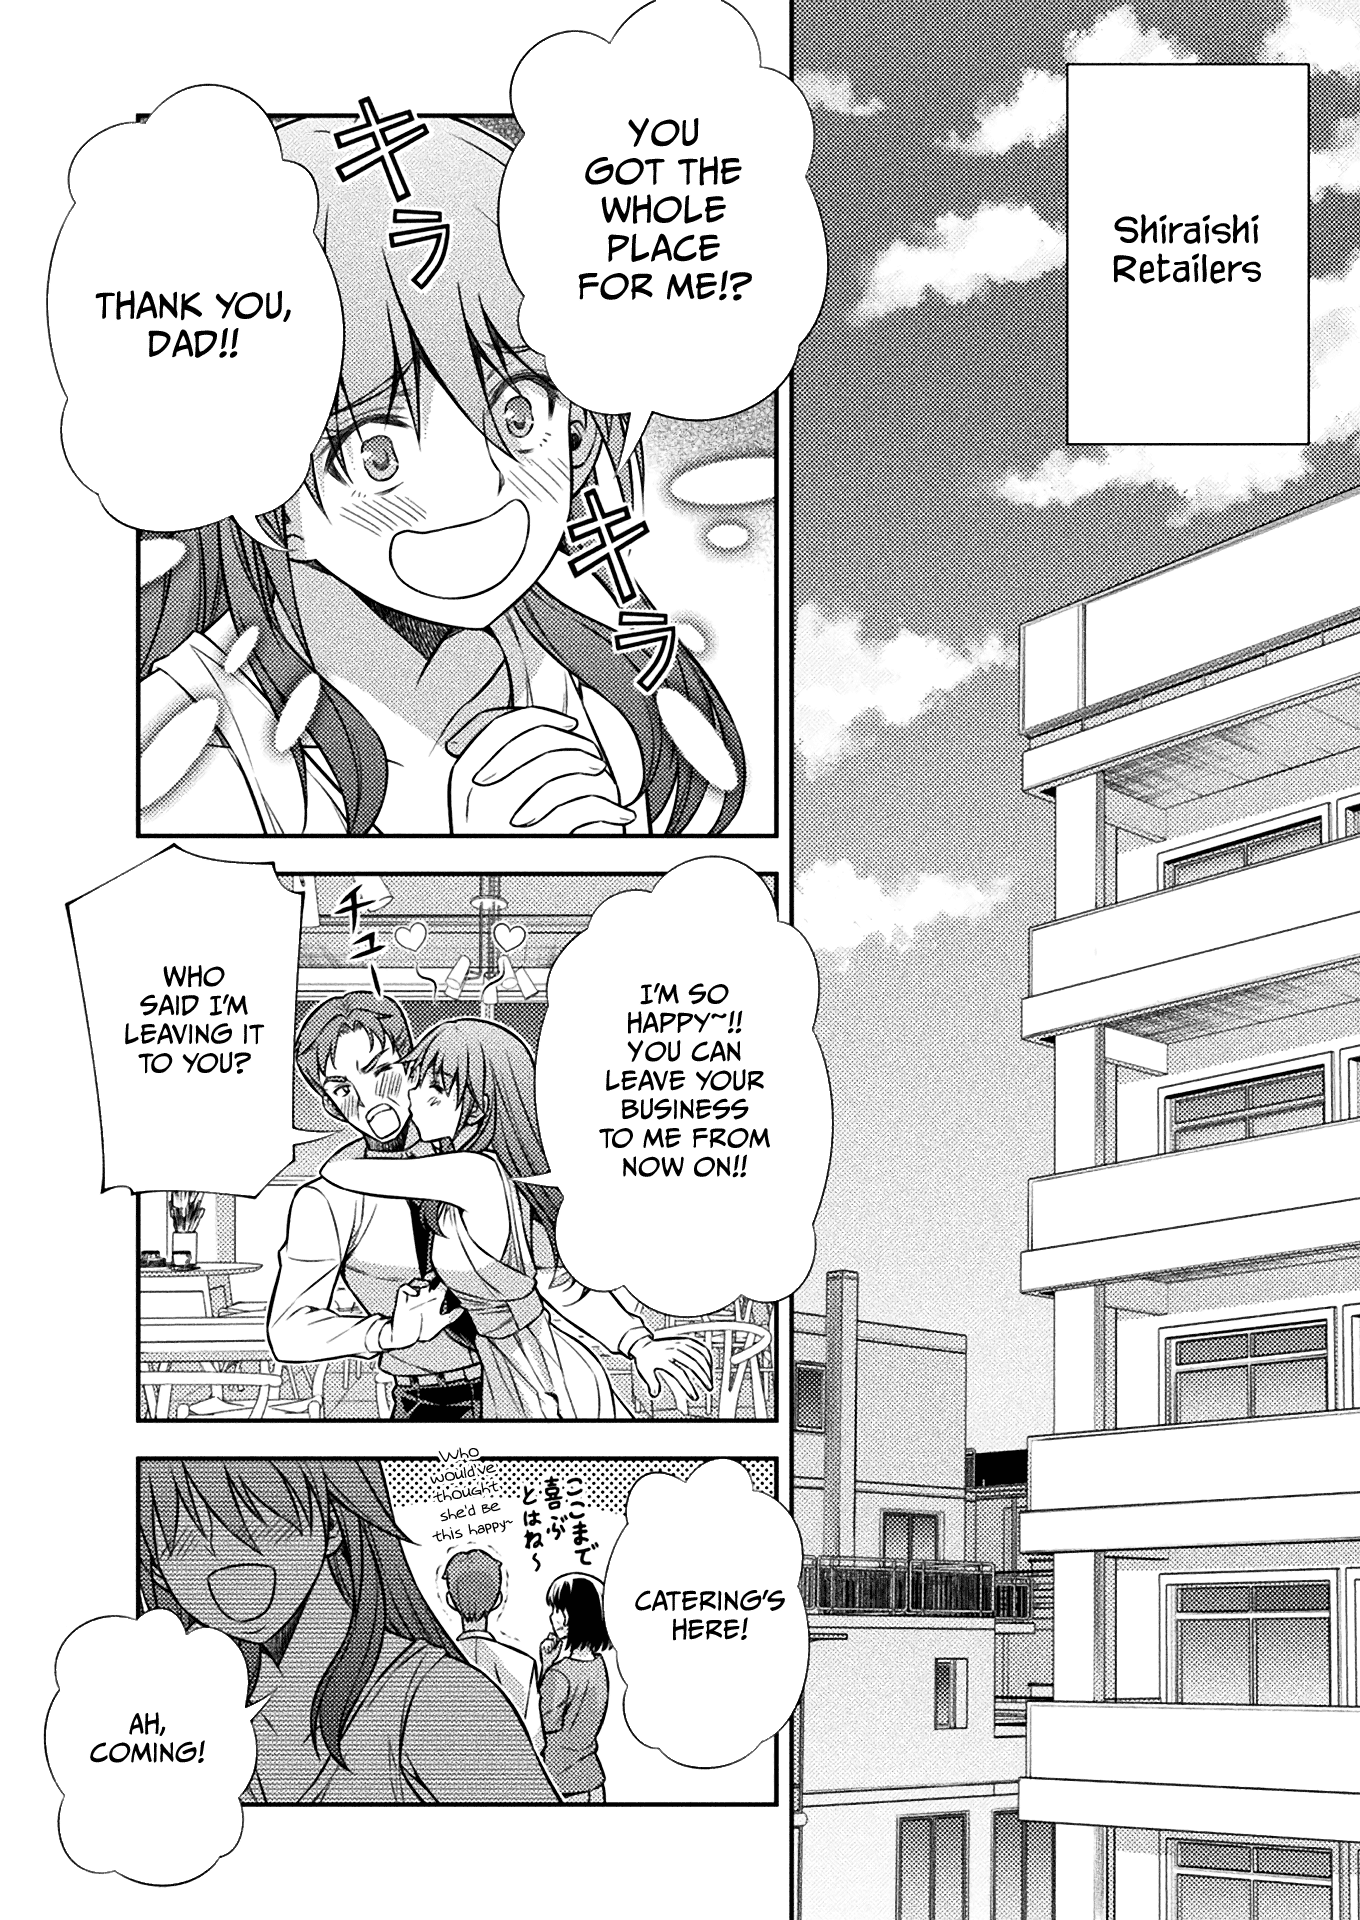 Shiraishi
Retailers
YOU
GOT THE
WHOLE
PLACE
FOR ME!?
キラ
THANK YOU,
DAD!!
キラ
I'M SO
HAPPY~!!
YOU CAN
LEAVE YOUR
BUSINESS
TO ME FROM
NOW ON!!
チュー
WHO
SAID I'M
LEAVING IT
TO YOU?
CATERING'S
HERE!
ここまで
喜ぶ
とはね～
Who
would've
thought
she'd be
this happy~
AH,
COMING!